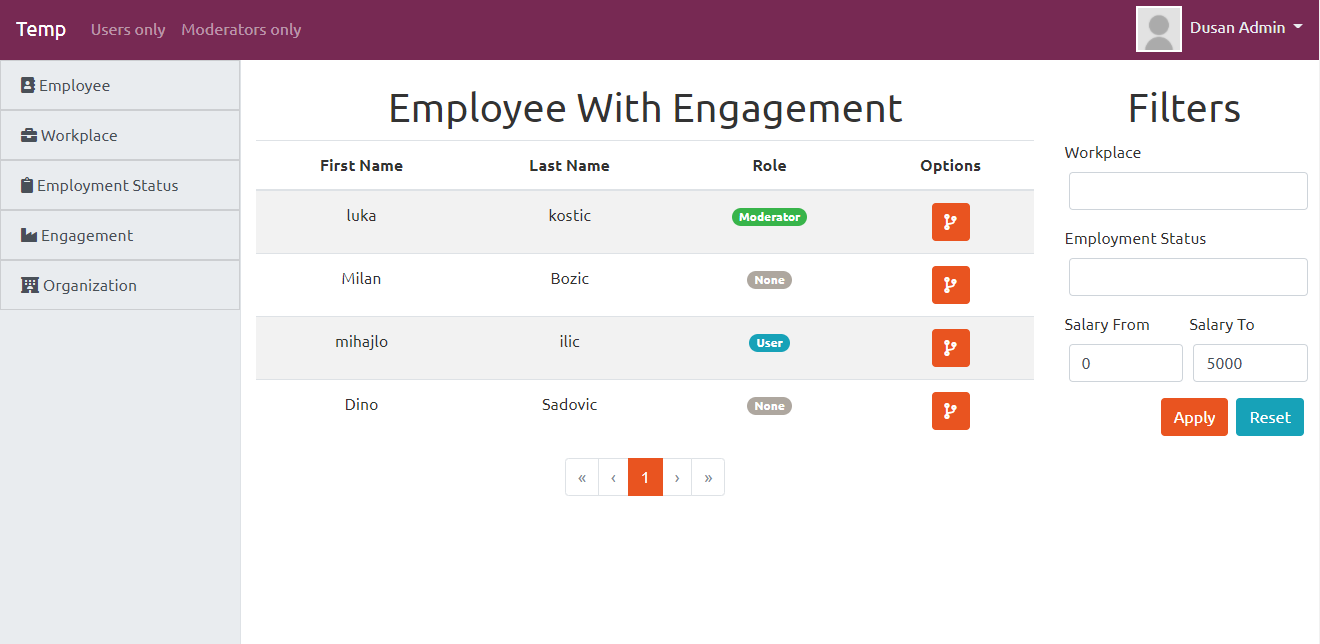 Temp Users only Moderators only Dusan Admin
Employee
Workplace
Employment Status
Engagement
Organization
Employee With Engagement
First Name Last Name Role Options
luka kostic Moderator
Milan Bozic None
mihajlo ilic User
Dino Sadovic None
« ‹ 1 › »
Filters
Workplace
Employment Status
Salary From Salary To
0 5000
Apply Reset